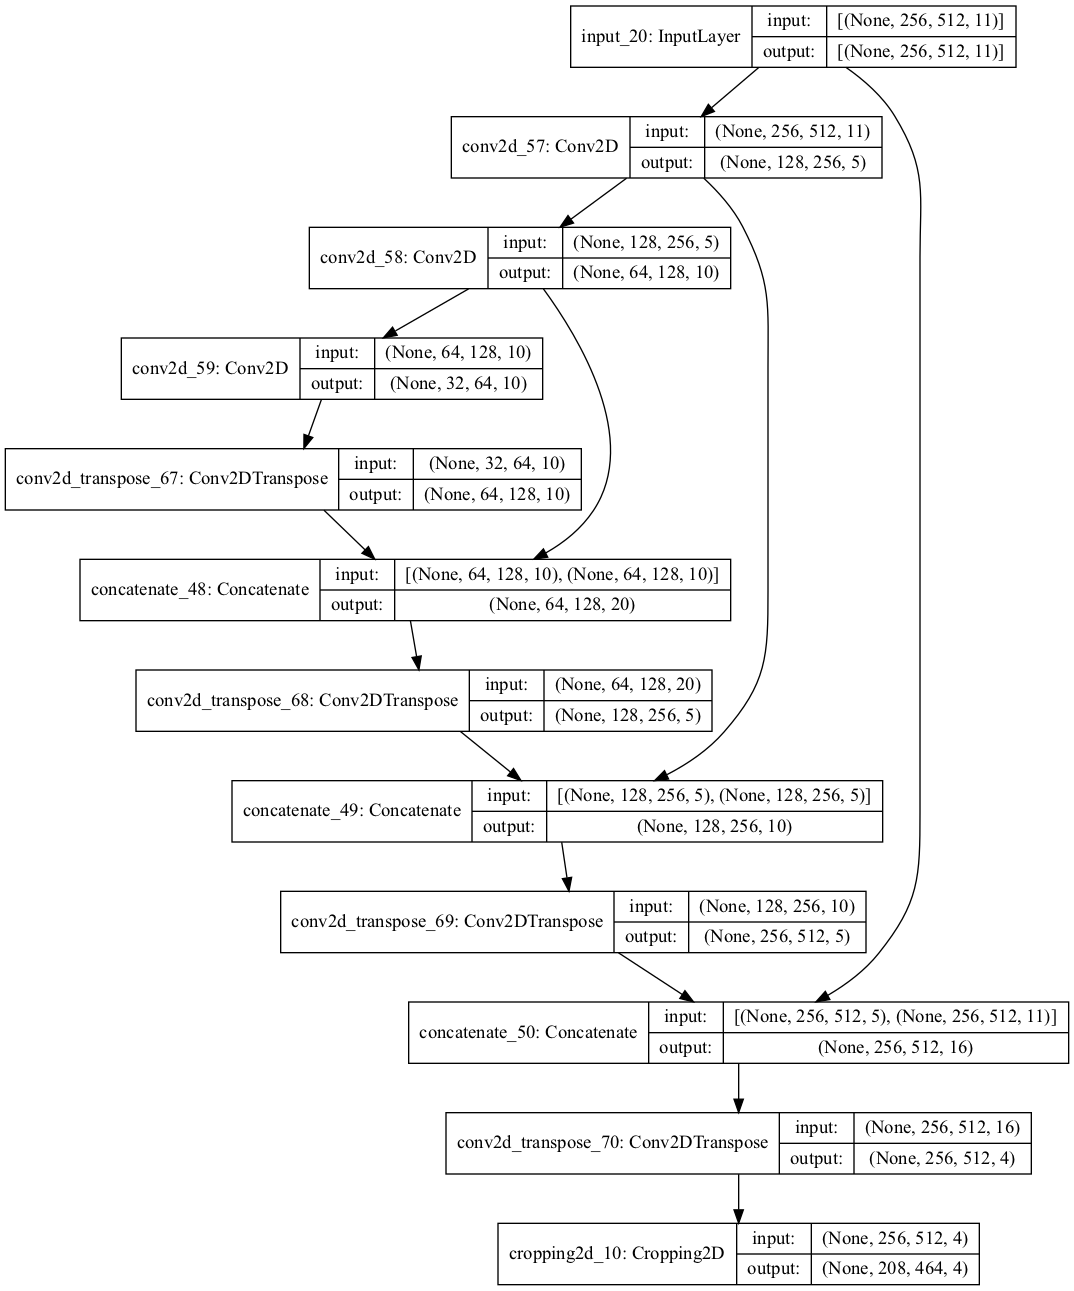 input_20: InputLayer
input: [(None, 256, 512, 11)]
output: [(None, 256, 512, 11)]
conv2d_57: Conv2D
input: (None, 256, 512, 11)
output: (None, 128, 256, 5)
conv2d_58: Conv2D
input: (None, 128, 256, 5)
output: (None, 64, 128, 10)
conv2d_59: Conv2D
input: (None, 64, 128, 10)
output: (None, 32, 64, 10)
conv2d_transpose_67: Conv2DTranspose
input: (None, 32, 64, 10)
output: (None, 64, 128, 10)
concatenate_48: Concatenate
input: [(None, 64, 128, 10), (None, 64, 128, 10)]
output: (None, 64, 128, 20)
conv2d_transpose_68: Conv2DTranspose
input: (None, 64, 128, 20)
output: (None, 128, 256, 5)
concatenate_49: Concatenate
input: [(None, 128, 256, 5), (None, 128, 256, 5)]
output: (None, 128, 256, 10)
conv2d_transpose_69: Conv2DTranspose
input: (None, 128, 256, 10)
output: (None, 256, 512, 5)
concatenate_50: Concatenate
input: [(None, 256, 512, 5), (None, 256, 512, 11)]
output: (None, 256, 512, 16)
conv2d_transpose_70: Conv2DTranspose
input: (None, 256, 512, 16)
output: (None, 256, 512, 4)
cropping2d_10: Cropping2D
input: (None, 256, 512, 4)
output: (None, 208, 464, 4)